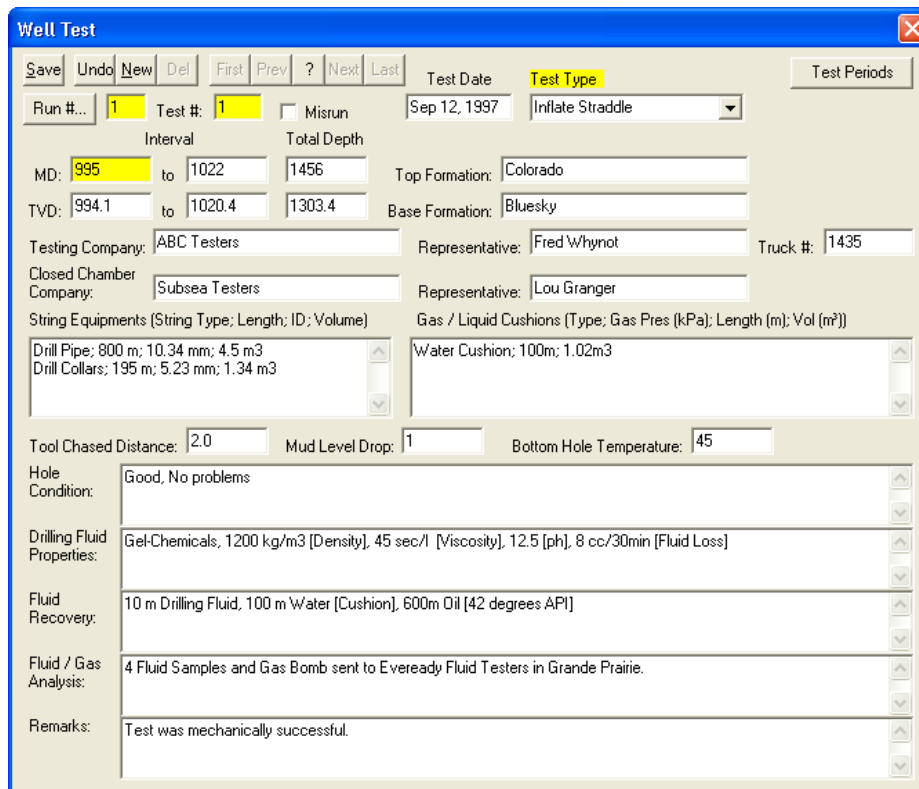 Well Test
Save Undo New Del First Prev ? Next Last Test Date Test Type Test Periods
Run #... 1 Test #: 1 Misrun Sep 12, 1997 Inflate Straddle
Interval Total Depth
MD: 995 to 1022 1456 Top Formation: Colorado
TVD: 994.1 to 1020.4 1303.4 Base Formation: Bluesky
Testing Company: ABC Testers Representative: Fred Whynot Truck #: 1435
Closed Chamber
Company: Subsea Testers Representative: Lou Granger
String Equipments (String Type; Length; ID; Volume) Gas / Liquid Cushions (Type; Gas Pres (kPa); Length (m); Vol (m³))
Drill Pipe; 800 m; 10.34 mm; 4.5 m3 Water Cushion; 100m; 1.02m3
Drill Collars; 195 m; 5.23 mm; 1.34 m3
Tool Chased Distance: 2.0 Mud Level Drop: 1 Bottom Hole Temperature: 45
Hole
Condition: Good, No problems
Drilling Fluid
Properties: Gel-Chemicals, 1200 kg/m3 [Density], 45 sec/l [Viscosity], 12.5 [ph], 8 cc/30min [Fluid Loss]
Fluid
Recovery: 10 m Drilling Fluid, 100 m Water [Cushion], 600m Oil [42 degrees API]
Fluid / Gas
Analysis: 4 Fluid Samples and Gas Bomb sent to Eveready Fluid Testers in Grande Prairie.
Remarks: Test was mechanically successful.